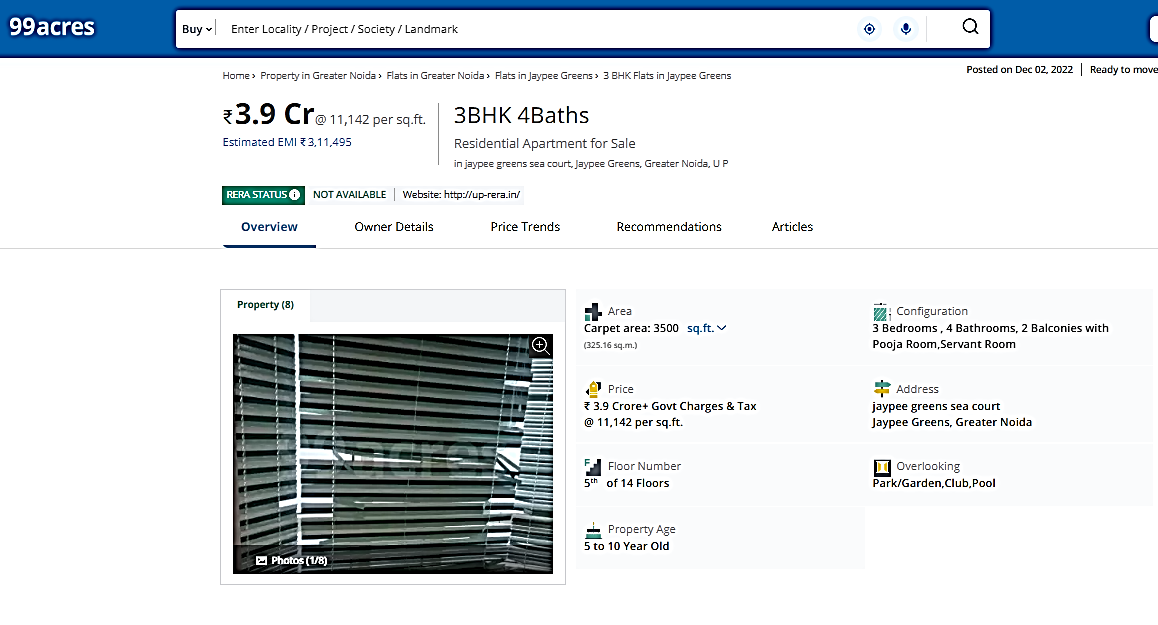 99acres
Buy
Enter Locality / Project / Society / Landmark
Home › Property in Greater Noida › Flats in Greater Noida › Flats in Jaypee Greens › 3 BHK Flats in Jaypee Greens
Posted on Dec 02, 2022 | Ready to move
₹ 3.9 Cr @ 11,142 per sq.ft.
Estimated EMI ₹ 3,11,495
3BHK 4Baths
Residential Apartment for Sale
in jaypee greens sea court, Jaypee Greens, Greater Noida, U P
RERA STATUS NOT AVAILABLE | Website: http://up-rera.in/
Overview
Owner Details
Price Trends
Recommendations
Articles
Property (8)
99acres
Photos (1/8)
Area
Carpet area: 3500 sq.ft.
(325.16 sq.m.)
Configuration
3 Bedrooms , 4 Bathrooms, 2 Balconies with
Pooja Room,Servant Room
Price
₹ 3.9 Crore+ Govt Charges & Tax
@ 11,142 per sq.ft.
Address
jaypee greens sea court
Jaypee Greens, Greater Noida
Floor Number
5th of 14 Floors
Overlooking
Park/Garden,Club,Pool
Property Age
5 to 10 Year Old